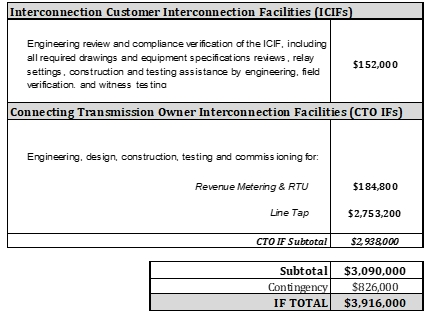 Interconnection Customer Interconnection Facilities (ICIFs)
Engineering review and compliance verification of the ICIF, including
all required drawings and equipment specifications reviews, relay
settings, construction and testing assistance by engineering, field
verification, and witness testing
$152,000
Connecting Transmission Owner Interconnection Facilities (CTO IFs)
Engineering, design, construction, testing and commissioning for:
Revenue Metering & RTU $184,800
Line Tap $2,753,200
CTO IF Subtotal $2,938,000
Subtotal $3,090,000
Contingency $826,000
IF TOTAL $3,916,000